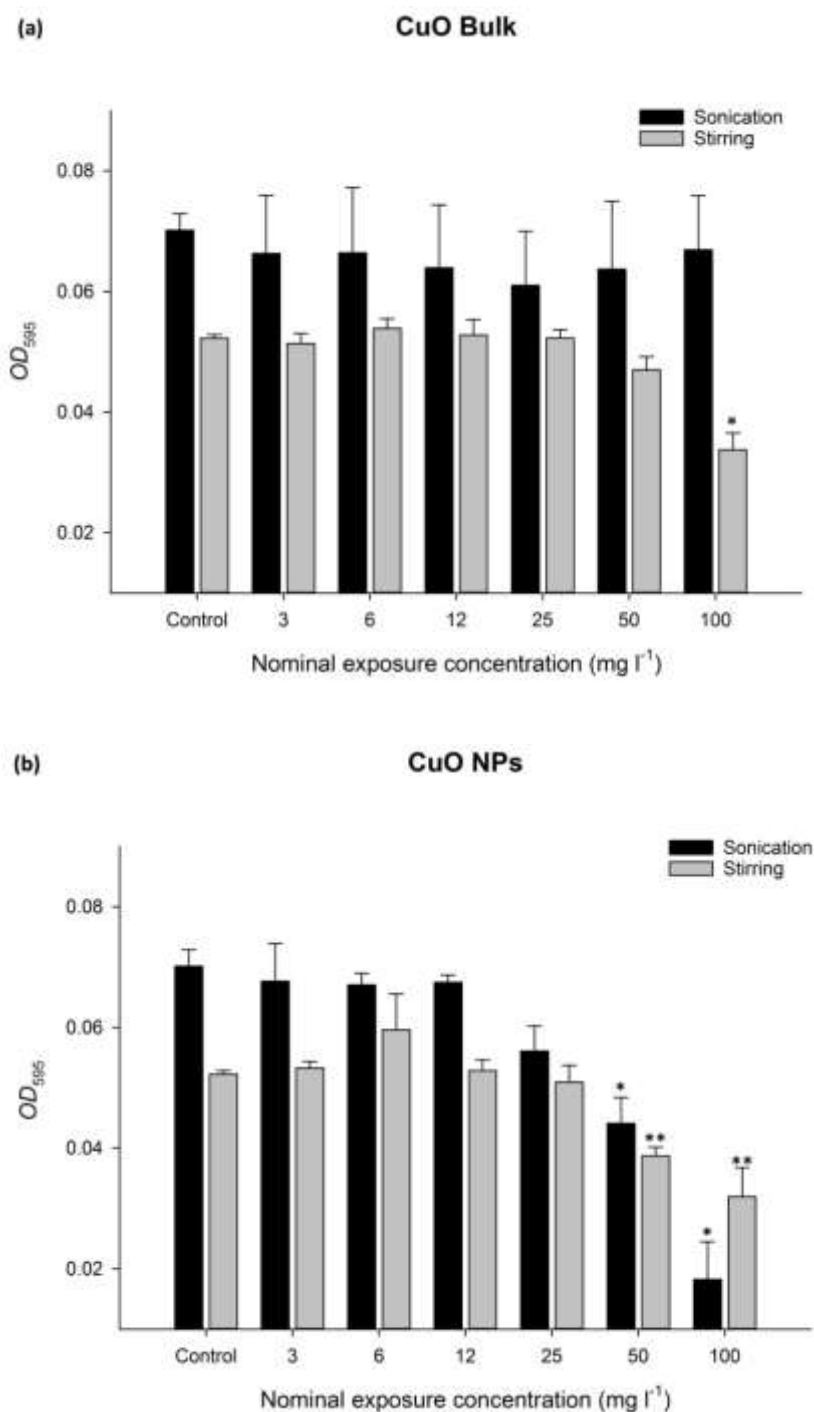 (a)
CuO Bulk
Sonication
Stirring
0.08
0.06
0.04
0.02
OD595
*
Control 3 6 12 25 50 100
Nominal exposure concentration (mg l-1)
(b)
CuO NPs
Sonication
Stirring
0.08
0.06
0.04
0.02
OD595
* ** * **
Control 3 6 12 25 50 100
Nominal exposure concentration (mg l-1)